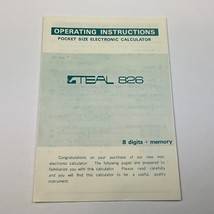 OPERATING INSTRUCTIONS
POCKET SIZE ELECTRONIC CALCULATOR
TEAL 826
8 digits + memory
Congratulations on your purchase of our new mini
electronic calculator. The following pages are prepared to
familiarize you with this calculator. Please read carefully
and you will find this calculator to be a useful, quality
instrument.